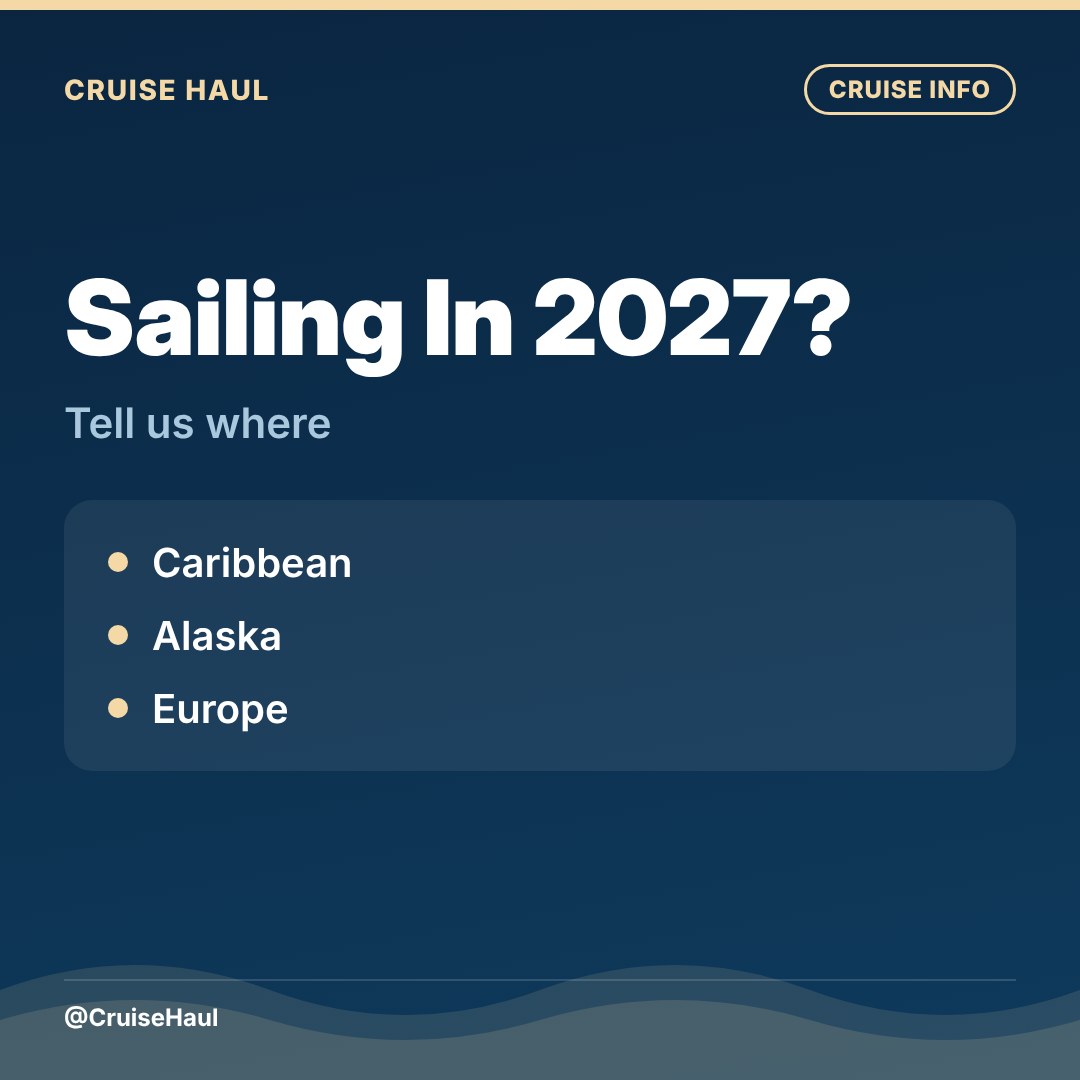 CRUISE HAUL
CRUISE INFO
Sailing In 2027?
Tell us where
Caribbean
Alaska
Europe
@CruiseHaul